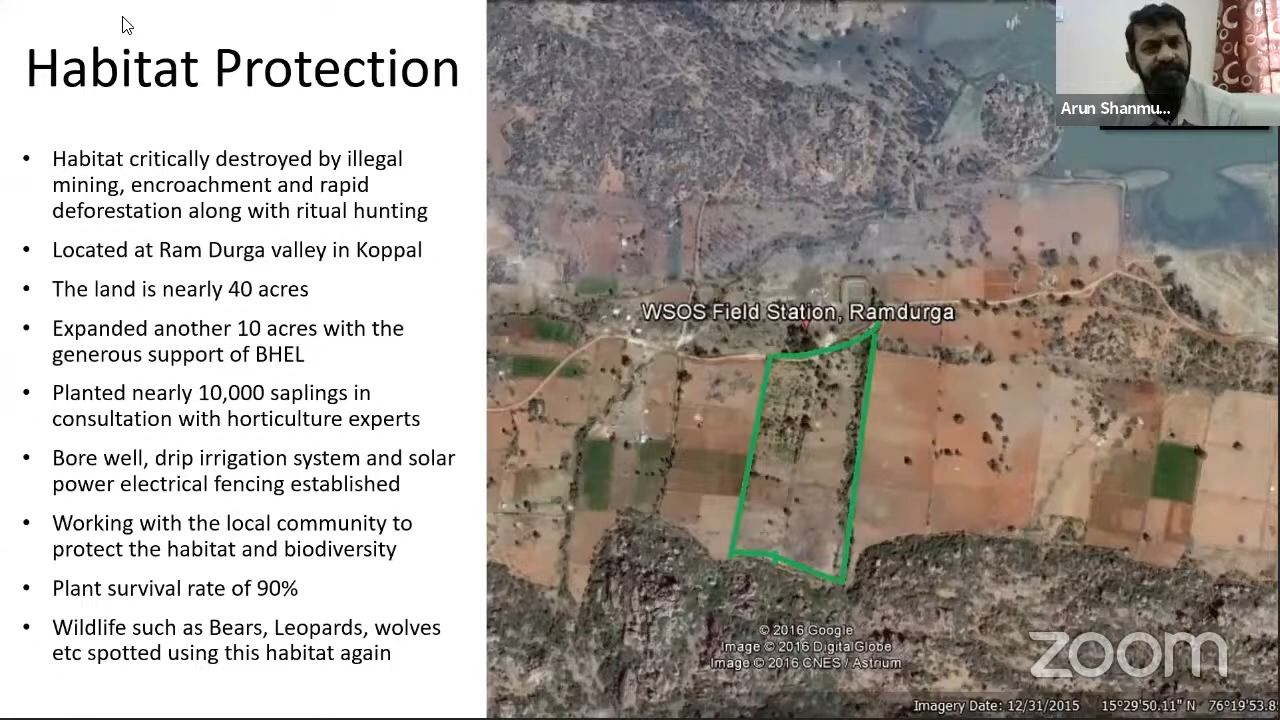 Habitat Protection
• Habitat critically destroyed by illegal
mining, encroachment and rapid
deforestation along with ritual hunting
• Located at Ram Durga valley in Koppal
• The land is nearly 40 acres
• Expanded another 10 acres with the
generous support of BHEL
• Planted nearly 10,000 saplings in
consultation with horticulture experts
• Bore well, drip irrigation system and solar
power electrical fencing established
• Working with the local community to
protect the habitat and biodiversity
• Plant survival rate of 90%
• Wildlife such as Bears, Leopards, wolves
etc spotted using this habitat again
Arun Shanmu...
WSOS Field Station, Ramdurga
© 2016 Google
Image © 2016 DigitalGlobe
Image © 2016 CNES / Astrium
zoom
Imagery Date: 12/31/2015 15°29'50.11" N 76°19'53.8